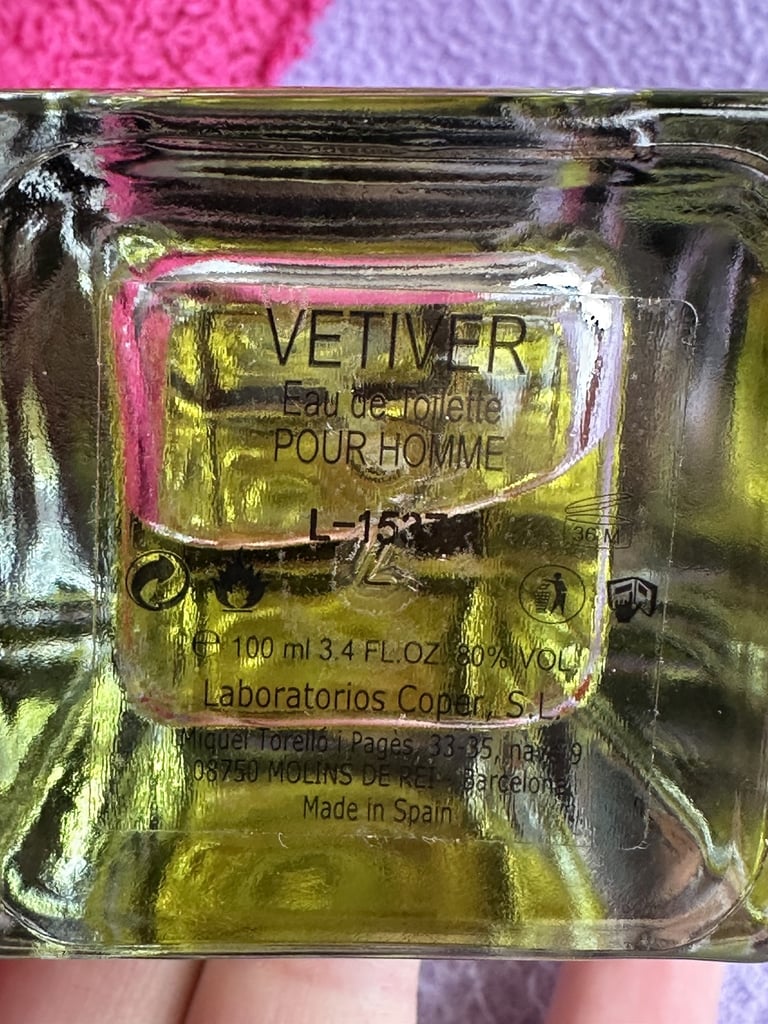 VETIVER
Eau de Toilette
POUR HOMME
36 M
℮ 100 ml 3.4 FL.OZ. 80% VOL.
Laboratorios Coper, S.L.
Miquel Torelló i Pagès, 33-35,
08750 MOLINS DE REI - Barcelona
Made in Spain